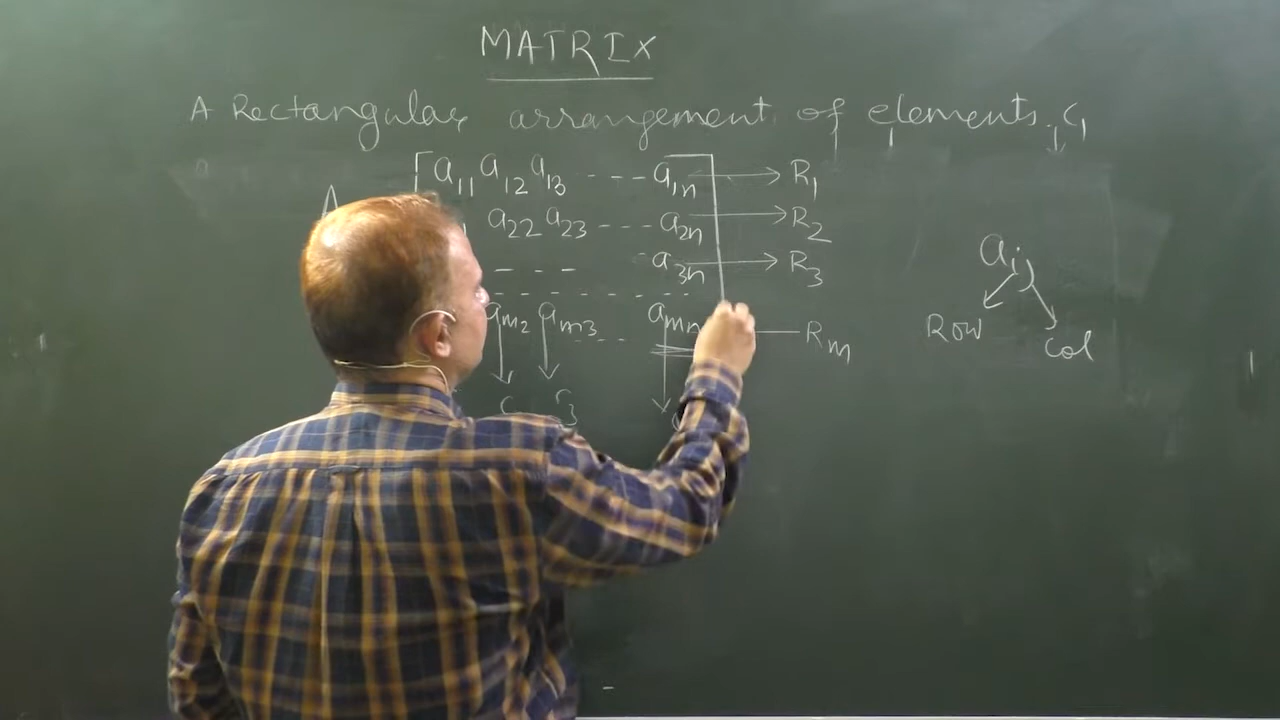 MATRIX
A Rectangular arrangement of elements. C1
A [a11 a12 a13 ---- a1n] → R1
a22 a23 --- a2n → R2
--- a3n → R3
- - - - - - - -
am2 am3 ... amn — Rm
C3
aij
Row
Col